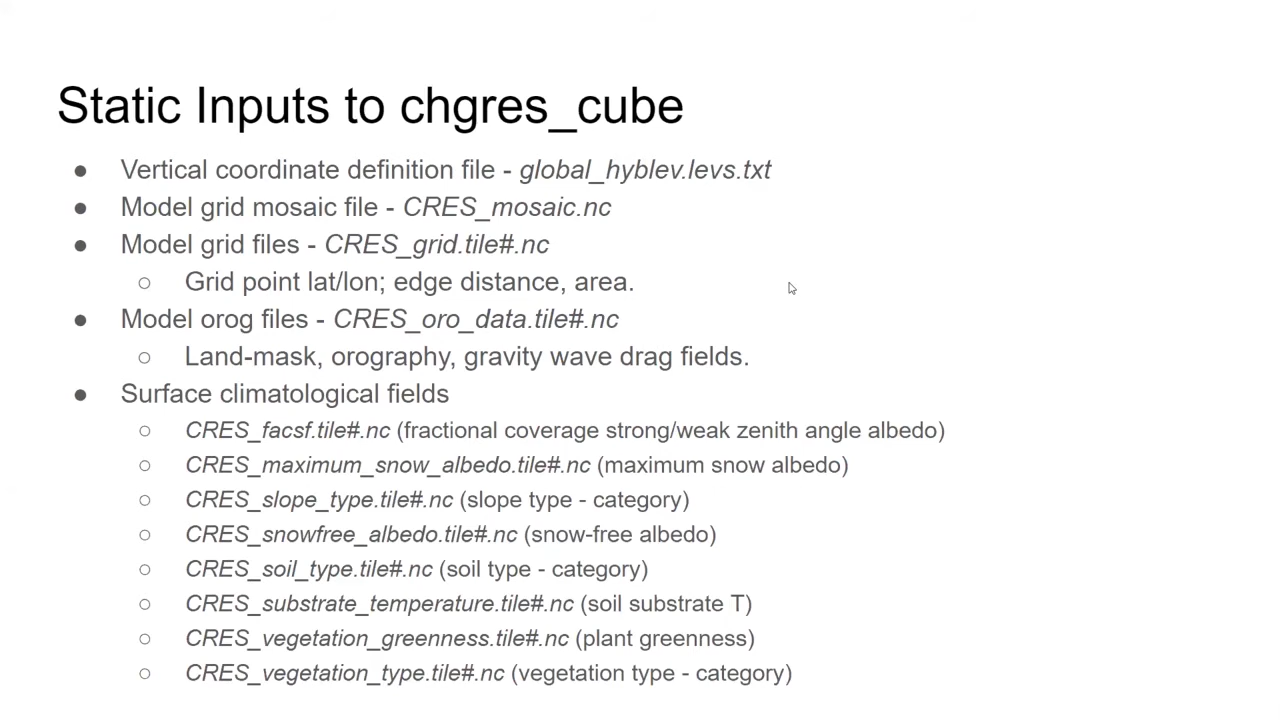 Static Inputs to chgres_cube
● Vertical coordinate definition file - global_hyblev.levs.txt
● Model grid mosaic file - CRES_mosaic.nc
● Model grid files - CRES_grid.tile#.nc
○ Grid point lat/lon; edge distance, area.
● Model orog files - CRES_oro_data.tile#.nc
○ Land-mask, orography, gravity wave drag fields.
● Surface climatological fields
○ CRES_facsf.tile#.nc (fractional coverage strong/weak zenith angle albedo)
○ CRES_maximum_snow_albedo.tile#.nc (maximum snow albedo)
○ CRES_slope_type.tile#.nc (slope type - category)
○ CRES_snowfree_albedo.tile#.nc (snow-free albedo)
○ CRES_soil_type.tile#.nc (soil type - category)
○ CRES_substrate_temperature.tile#.nc (soil substrate T)
○ CRES_vegetation_greenness.tile#.nc (plant greenness)
○ CRES_vegetation_type.tile#.nc (vegetation type - category)